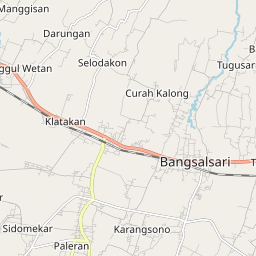 Manggisan
Darungan
ggul Wetan
Selodakon
Tugusar
Curah Kalong
Klatakan
Bangsalsari
Sidomekar
Karangsono
Paleran